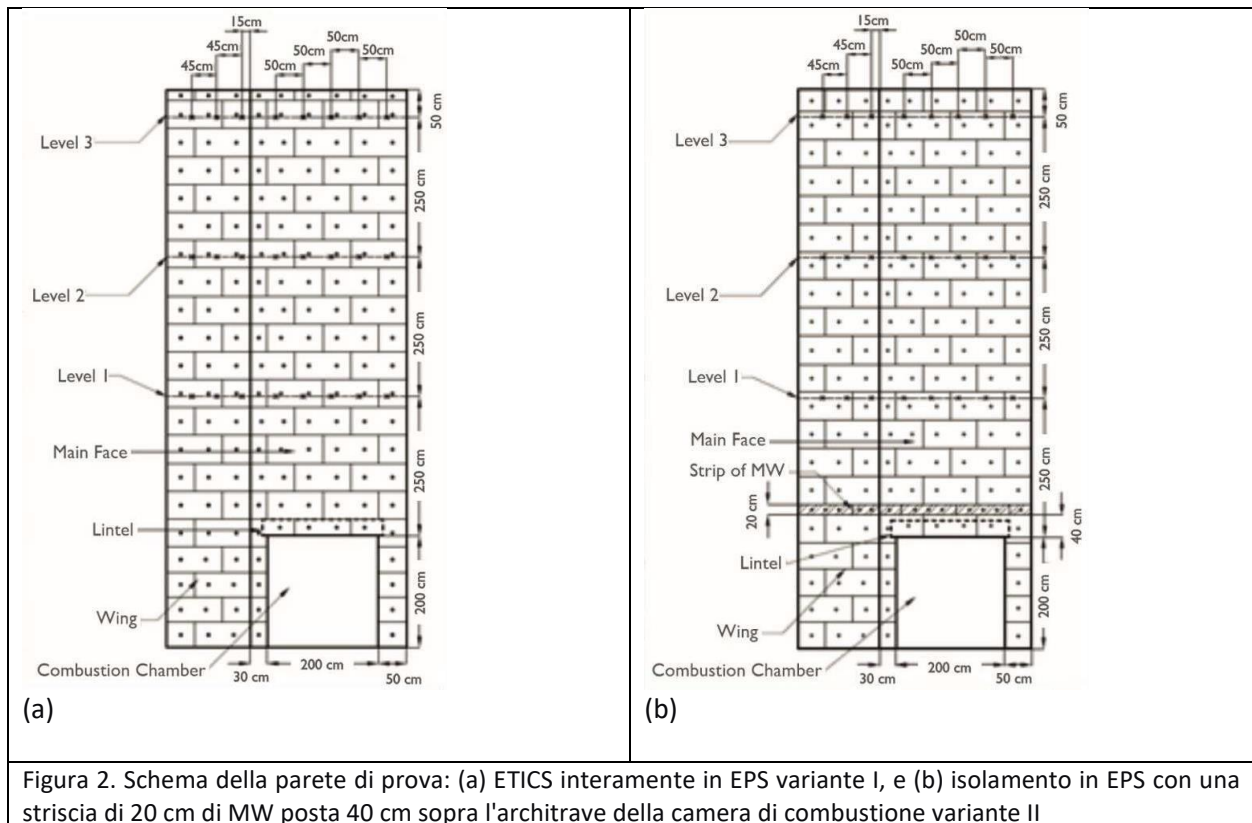 15cm
50cm
45cm
50cm
50cm
50cm
45cm
50cm
50 cm
Level 3
250 cm
Level 2
250 cm
Level 1
Main Face
250 cm
Lintel
Wing
200 cm
Combustion Chamber
200 cm
30 cm
50 cm
(a)
15cm
50cm
45cm
50cm
50cm
45cm
50cm
50 cm
Level 3
250 cm
Level 2
250 cm
Level 1
Main Face
250 cm
Strip of MW
20 cm
40 cm
Lintel
200 cm
Wing
Combustion Chamber
200 cm
30 cm
50 cm
(b)
Figura 2. Schema della parete di prova: (a) ETICS interamente in EPS variante I, e (b) isolamento in EPS con una
striscia di 20 cm di MW posta 40 cm sopra l'architrave della camera di combustione variante II